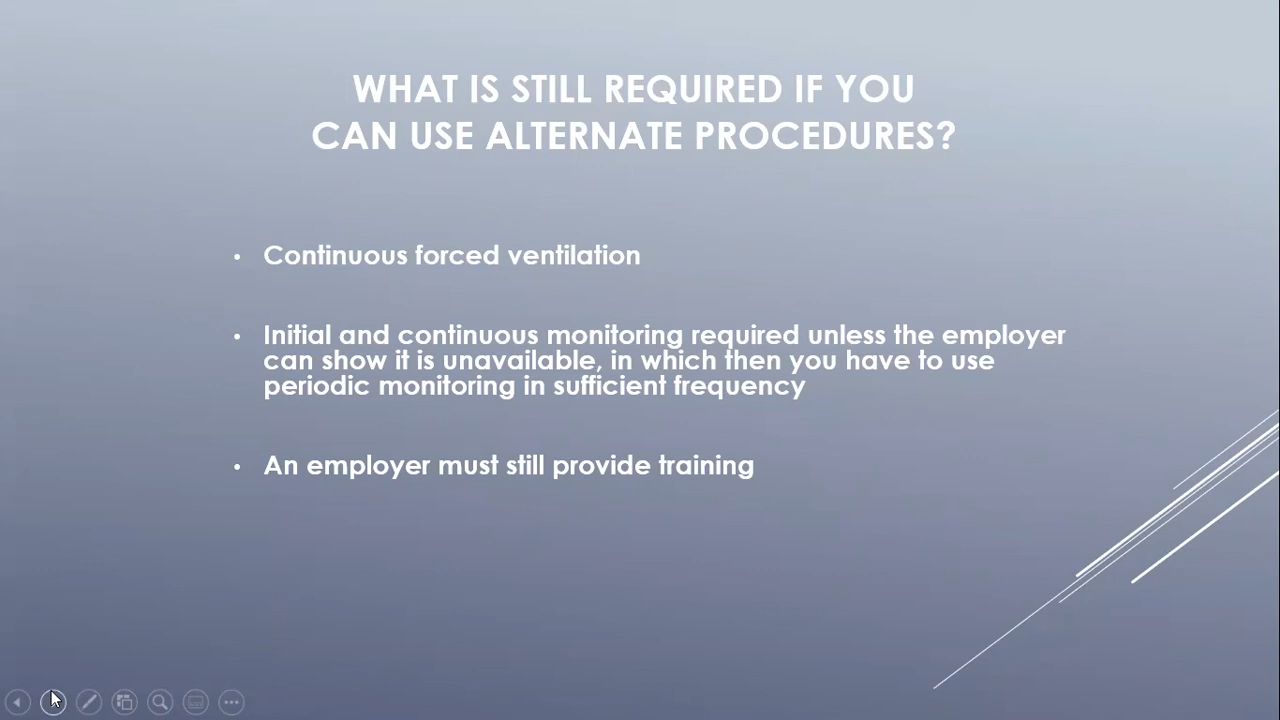 WHAT IS STILL REQUIRED IF YOU
CAN USE ALTERNATE PROCEDURES?
• Continuous forced ventilation
• Initial and continuous monitoring required unless the employer
can show it is unavailable, in which then you have to use
periodic monitoring in sufficient frequency
• An employer must still provide training